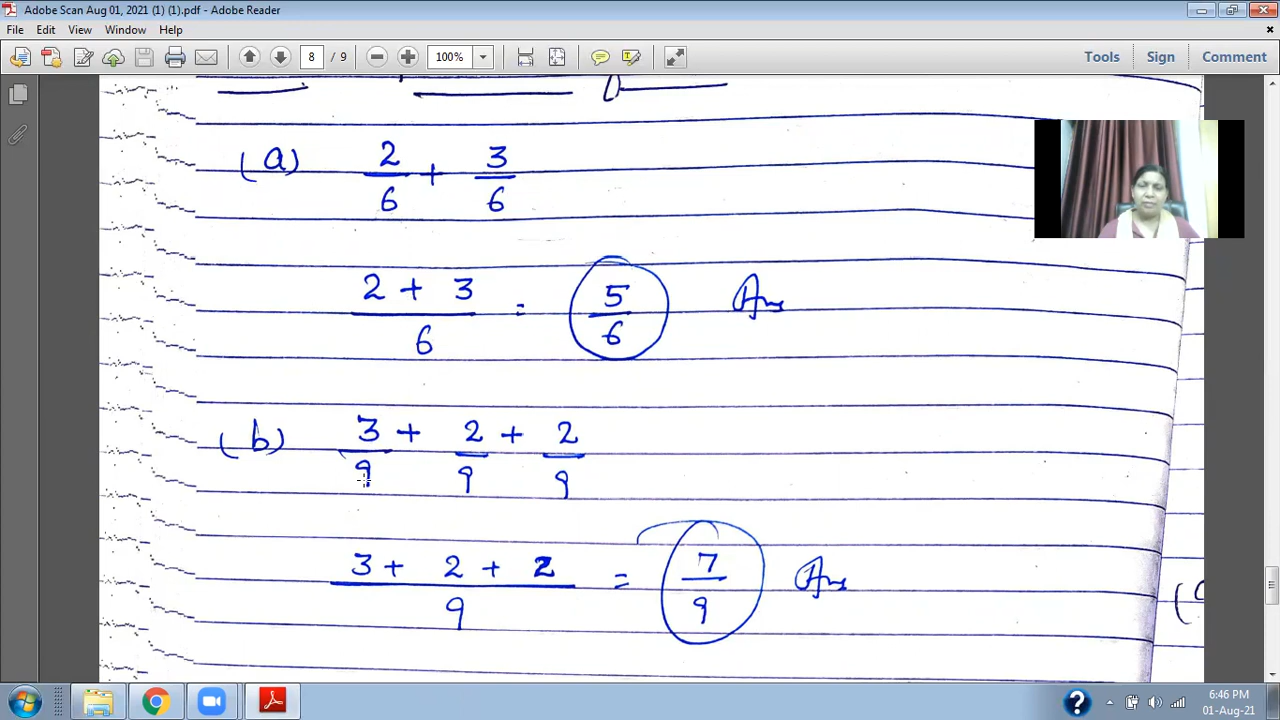 Adobe Scan Aug 01, 2021 (1) (1).pdf - Adobe Reader
File Edit View Window Help
8 / 9 100% Tools Sign Comment
(a) 2/6 + 3/6
2 + 3/6 = 5/6 Ans
(b) 3/9 + 2/9 + 2/9
3 + 2 + 2/9 = 7/9 Ans
6:46 PM
01-Aug-21